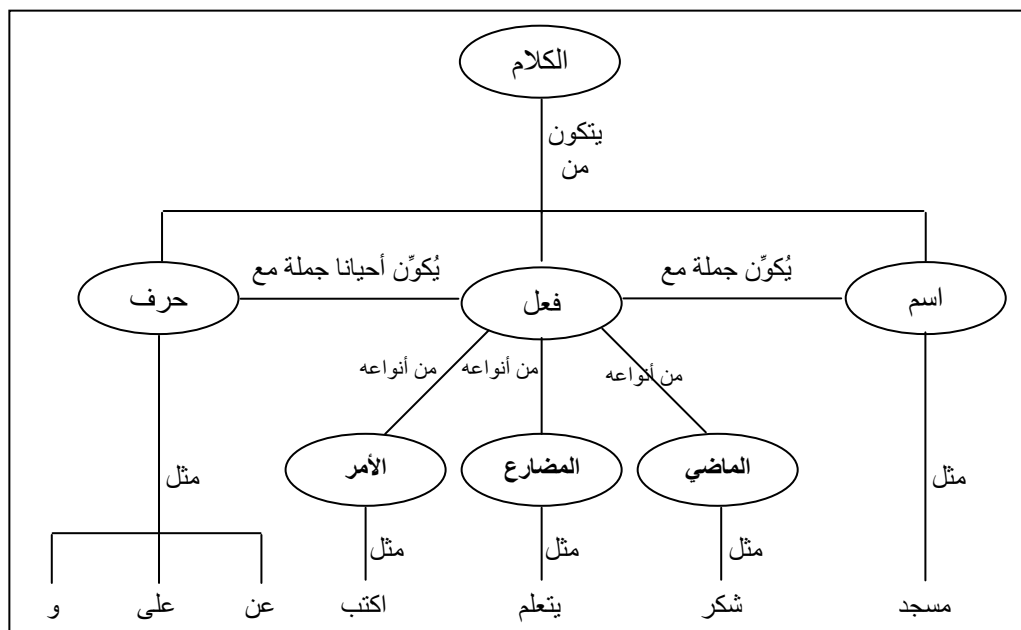 الكلام
يتكون
من
يُكوِّن جملة مع
يُكوِّن أحيانا جملة مع
اسم
فعل
حرف
من أنواعه
من أنواعه
من أنواعه
الماضي
المضارع
الأمر
مثل
مثل
مثل
مثل
مثل
مسجد
شكر
يتعلم
اكتب
عن
على
و